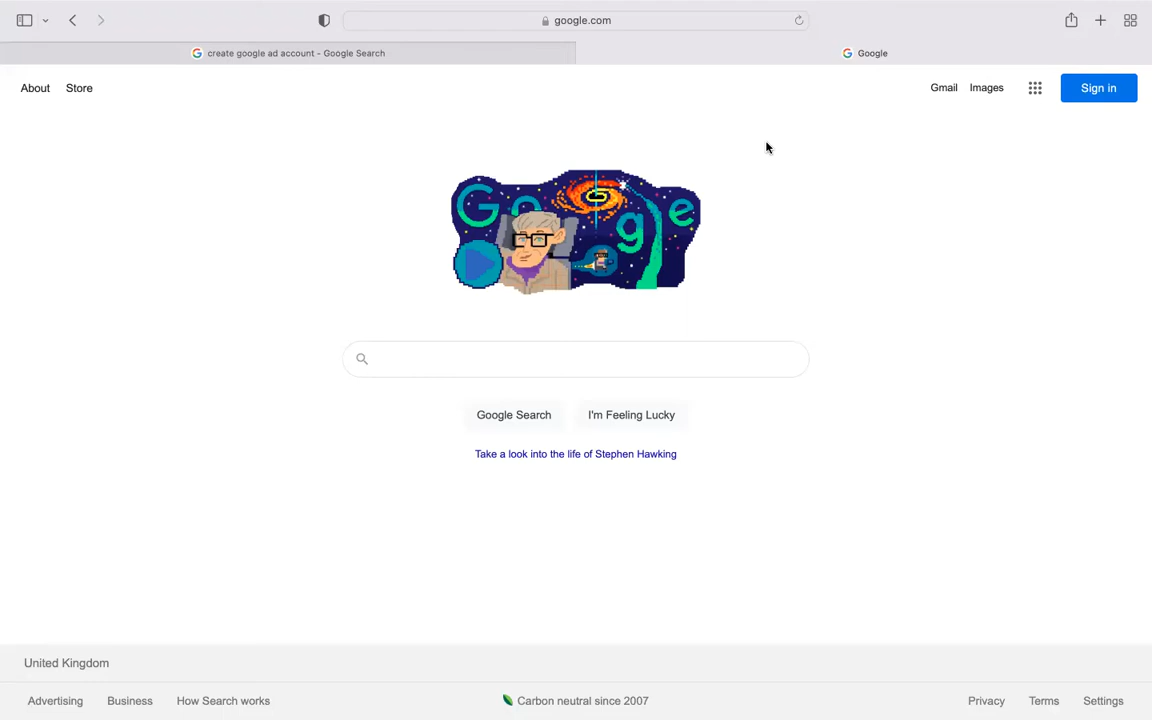 google.com
create google ad account - Google Search
Google
About Store
Gmail Images Sign in
Google
Google Search I'm Feeling Lucky
Take a look into the life of Stephen Hawking
United Kingdom
Advertising Business How Search works
Carbon neutral since 2007
Privacy Terms Settings